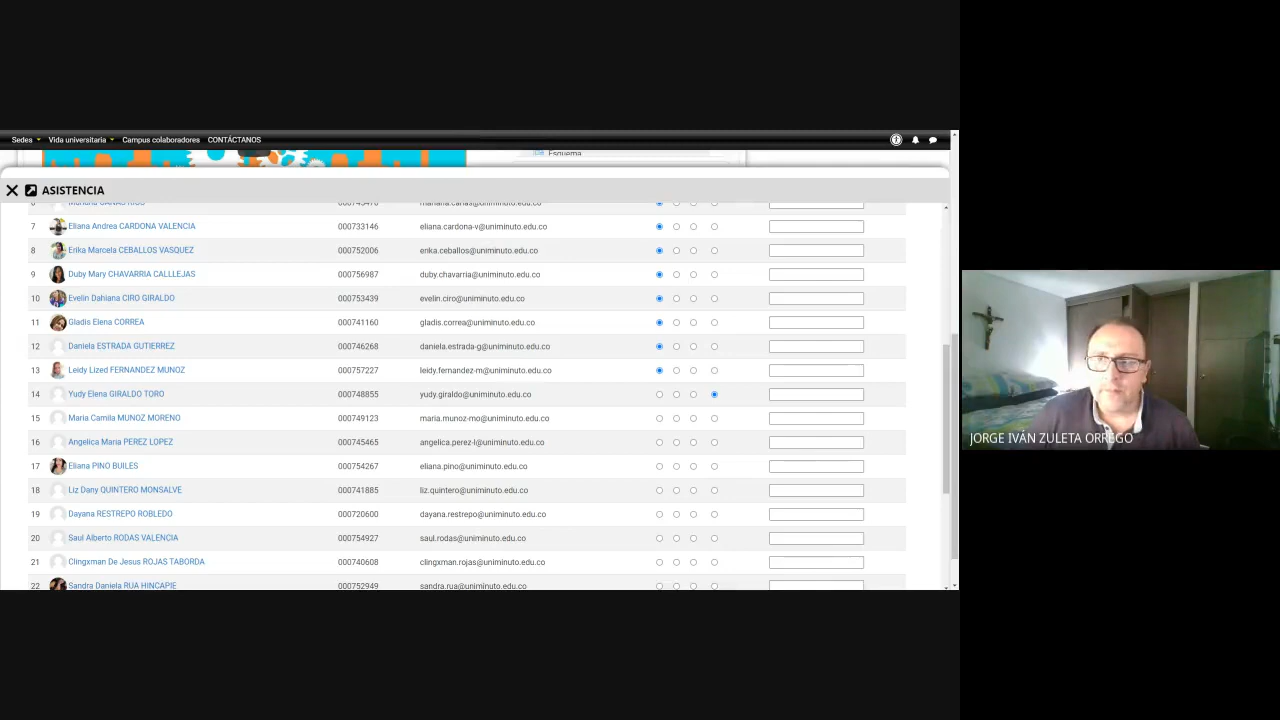 Sedes Vida universitaria Campus colaboradores CONTÁCTANOS
Esquema
ASISTENCIA
7 Eliana Andrea CARDONA VALENCIA 000733146 eliana.cardona-v@uniminuto.edu.co
8 Erika Marcela CEBALLOS VASQUEZ 000752006 erika.ceballos@uniminuto.edu.co
9 Duby Mary CHAVARRIA CALLLEJAS 000756987 duby.chavarria@uniminuto.edu.co
10 Evelin Dahiana CIRO GIRALDO 000753439 evelin.ciro@uniminuto.edu.co
11 Gladis Elena CORREA 000741160 gladis.correa@uniminuto.edu.co
12 Daniela ESTRADA GUTIERREZ 000746268 daniela.estrada-g@uniminuto.edu.co
13 Leidy Lized FERNANDEZ MUNOZ 000757227 leidy.fernandez-m@uniminuto.edu.co
14 Yudy Elena GIRALDO TORO 000748855 yudy.giraldo@uniminuto.edu.co
15 Maria Camila MUNOZ MORENO 000749123 maria.munoz-mo@uniminuto.edu.co
16 Angelica Maria PEREZ LOPEZ 000745465 angelica.perez-l@uniminuto.edu.co
17 Eliana PINO BUILES 000754267 eliana.pino@uniminuto.edu.co
18 Liz Dany QUINTERO MONSALVE 000741885 liz.quintero@uniminuto.edu.co
19 Dayana RESTREPO ROBLEDO 000720600 dayana.restrepo@uniminuto.edu.co
20 Saul Alberto RODAS VALENCIA 000754927 saul.rodas@uniminuto.edu.co
21 Clingxman De Jesus ROJAS TABORDA 000740608 clingxman.rojas@uniminuto.edu.co
22 Sandra Daniela RUA HINCAPIE 000752949 sandra.rua@uniminuto.edu.co
JORGE IVÁN ZULETA ORREGO